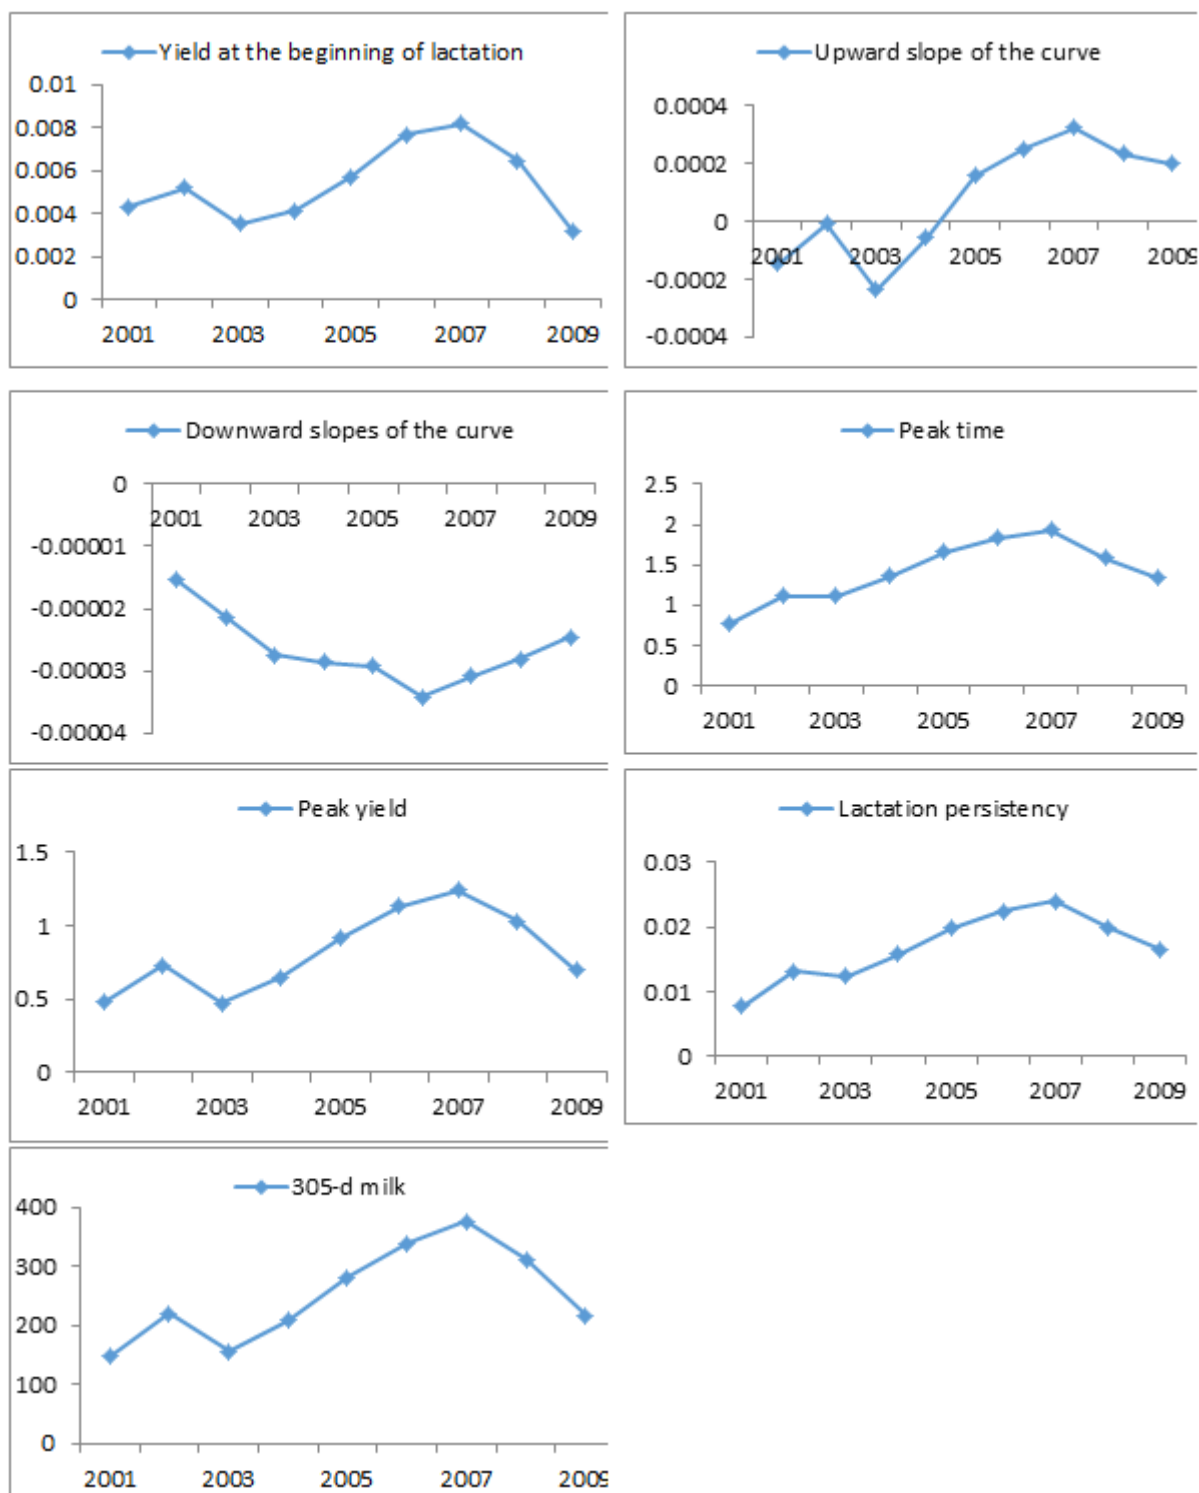 Yield at the beginning of lactation
0.01
0.008
0.006
0.004
0.002
0
2001 2003 2005 2007 2009
Upward slope of the curve
0.0004
0.0002
0
2001 2003 2005 2007 2009
-0.0002
-0.0004
Downward slopes of the curve
0
2001 2003 2005 2007 2009
-0.00001
-0.00002
-0.00003
-0.00004
Peak time
2.5
2
1.5
1
0.5
0
2001 2003 2005 2007 2009
Peak yield
1.5
1
0.5
0
2001 2003 2005 2007 2009
Lactation persistency
0.03
0.02
0.01
0
2001 2003 2005 2007 2009
305-d milk
400
300
200
100
0
2001 2003 2005 2007 2009